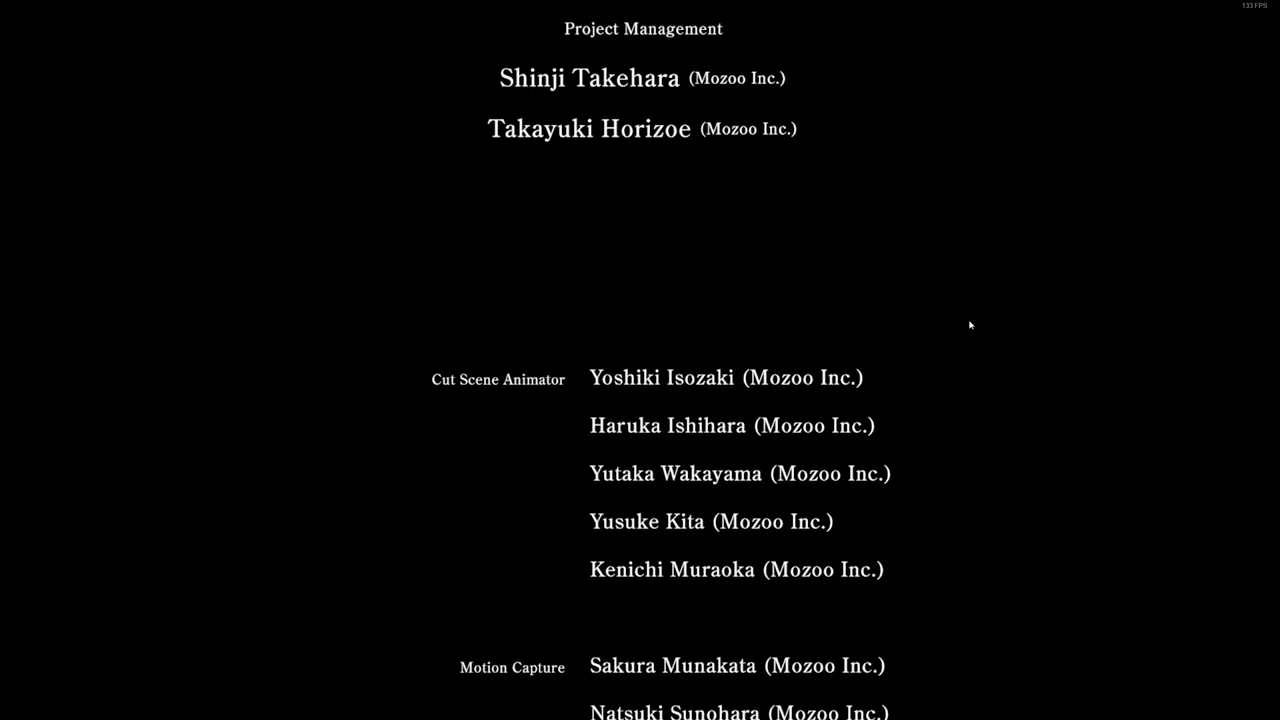 133 FPS
Project Management
Shinji Takehara (Mozoo Inc.)
Takayuki Horizoe (Mozoo Inc.)
Cut Scene Animator Yoshiki Isozaki (Mozoo Inc.)
Haruka Ishihara (Mozoo Inc.)
Yutaka Wakayama (Mozoo Inc.)
Yusuke Kita (Mozoo Inc.)
Kenichi Muraoka (Mozoo Inc.)
Motion Capture Sakura Munakata (Mozoo Inc.)
Natsuki Sunohara (Mozoo Inc.)